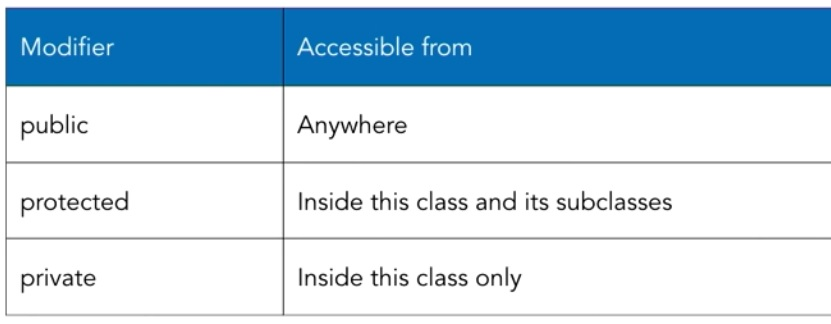 Modifier Accessible from
public Anywhere
protected Inside this class and its subclasses
private Inside this class only